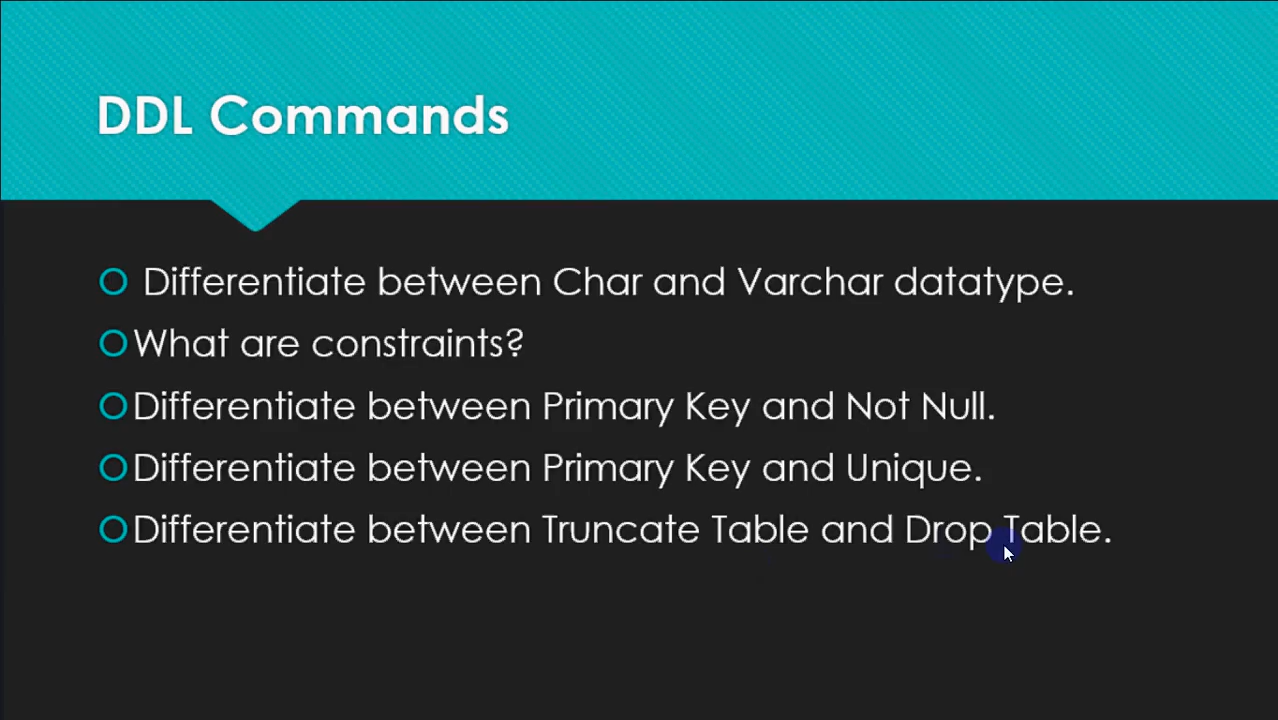 DDL Commands
Differentiate between Char and Varchar datatype.
What are constraints?
Differentiate between Primary Key and Not Null.
Differentiate between Primary Key and Unique.
Differentiate between Truncate Table and Drop Table.